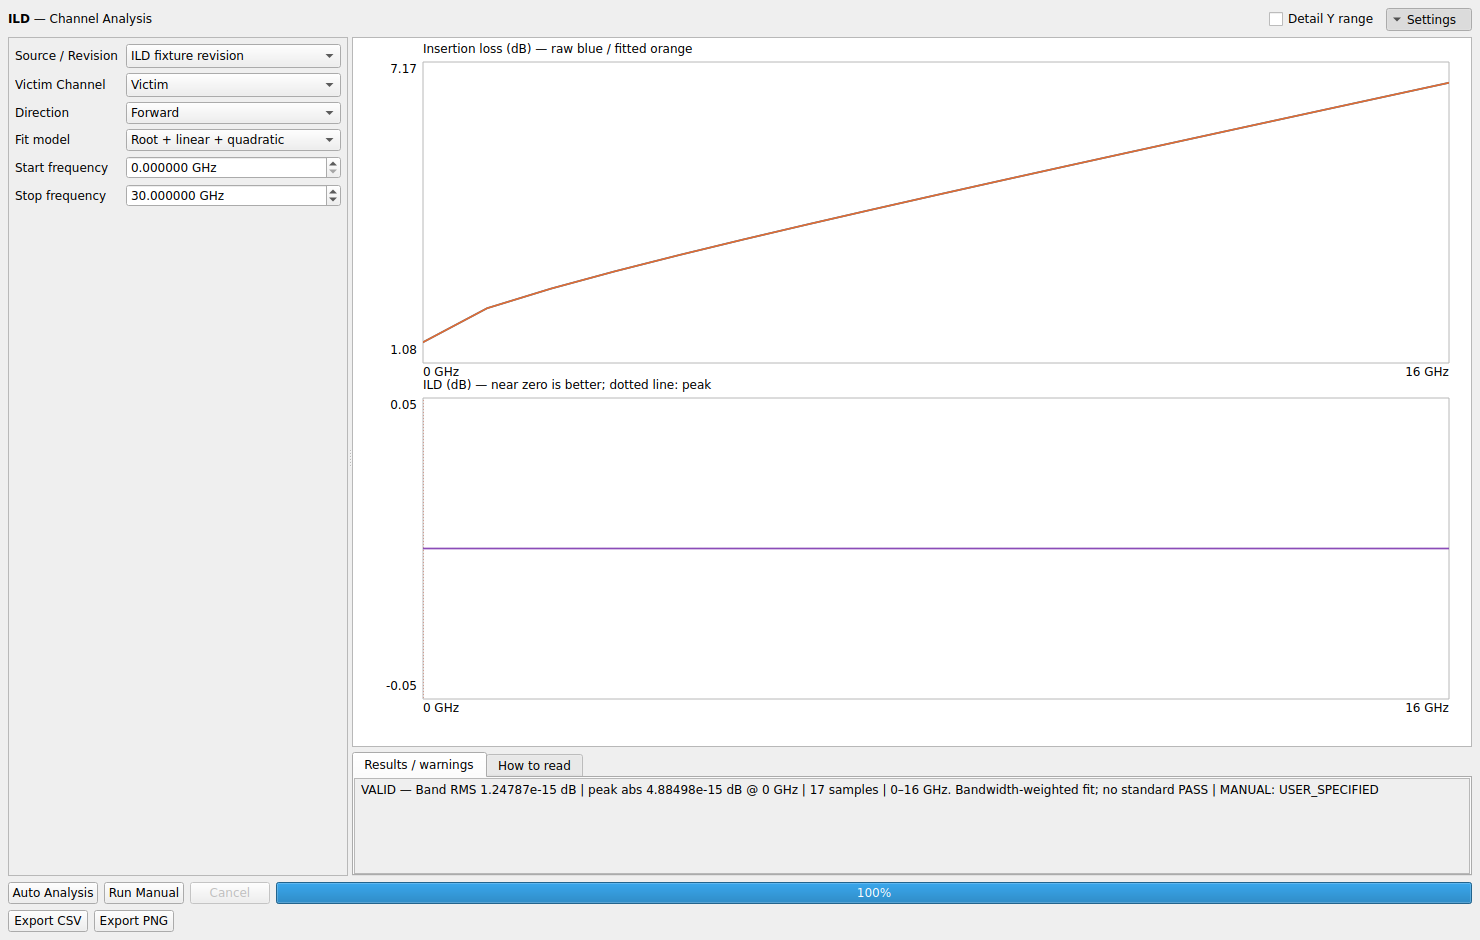 ILD — Channel Analysis
Detail Y range
Settings
Source / Revision
ILD fixture revision
Victim Channel
Victim
Direction
Forward
Fit model
Root + linear + quadratic
Start frequency
0.000000 GHz
Stop frequency
30.000000 GHz
Insertion loss (dB) — raw blue / fitted orange
7.17
1.08
0 GHz
16 GHz
ILD (dB) — near zero is better; dotted line: peak
0.05
-0.05
0 GHz
16 GHz
Results / warnings
How to read
VALID — Band RMS 1.24787e-15 dB | peak abs 4.88498e-15 dB @ 0 GHz | 17 samples | 0–16 GHz. Bandwidth-weighted fit; no standard PASS | MANUAL: USER_SPECIFIED
Auto Analysis
Run Manual
Cancel
100%
Export CSV
Export PNG